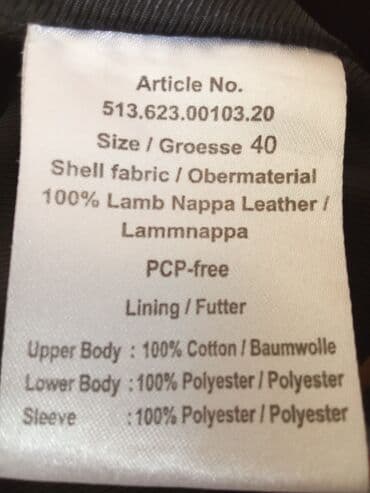 Article No.
513.623.00103.20
Size / Groesse 40
Shell fabric / Obermaterial
100% Lamb Nappa Leather /
Lammnappa
PCP-free
Lining / Futter
Upper Body : 100% Cotton / Baumwolle
Lower Body : 100% Polyester / Polyester
Sleeve : 100% Polyester / Polyester